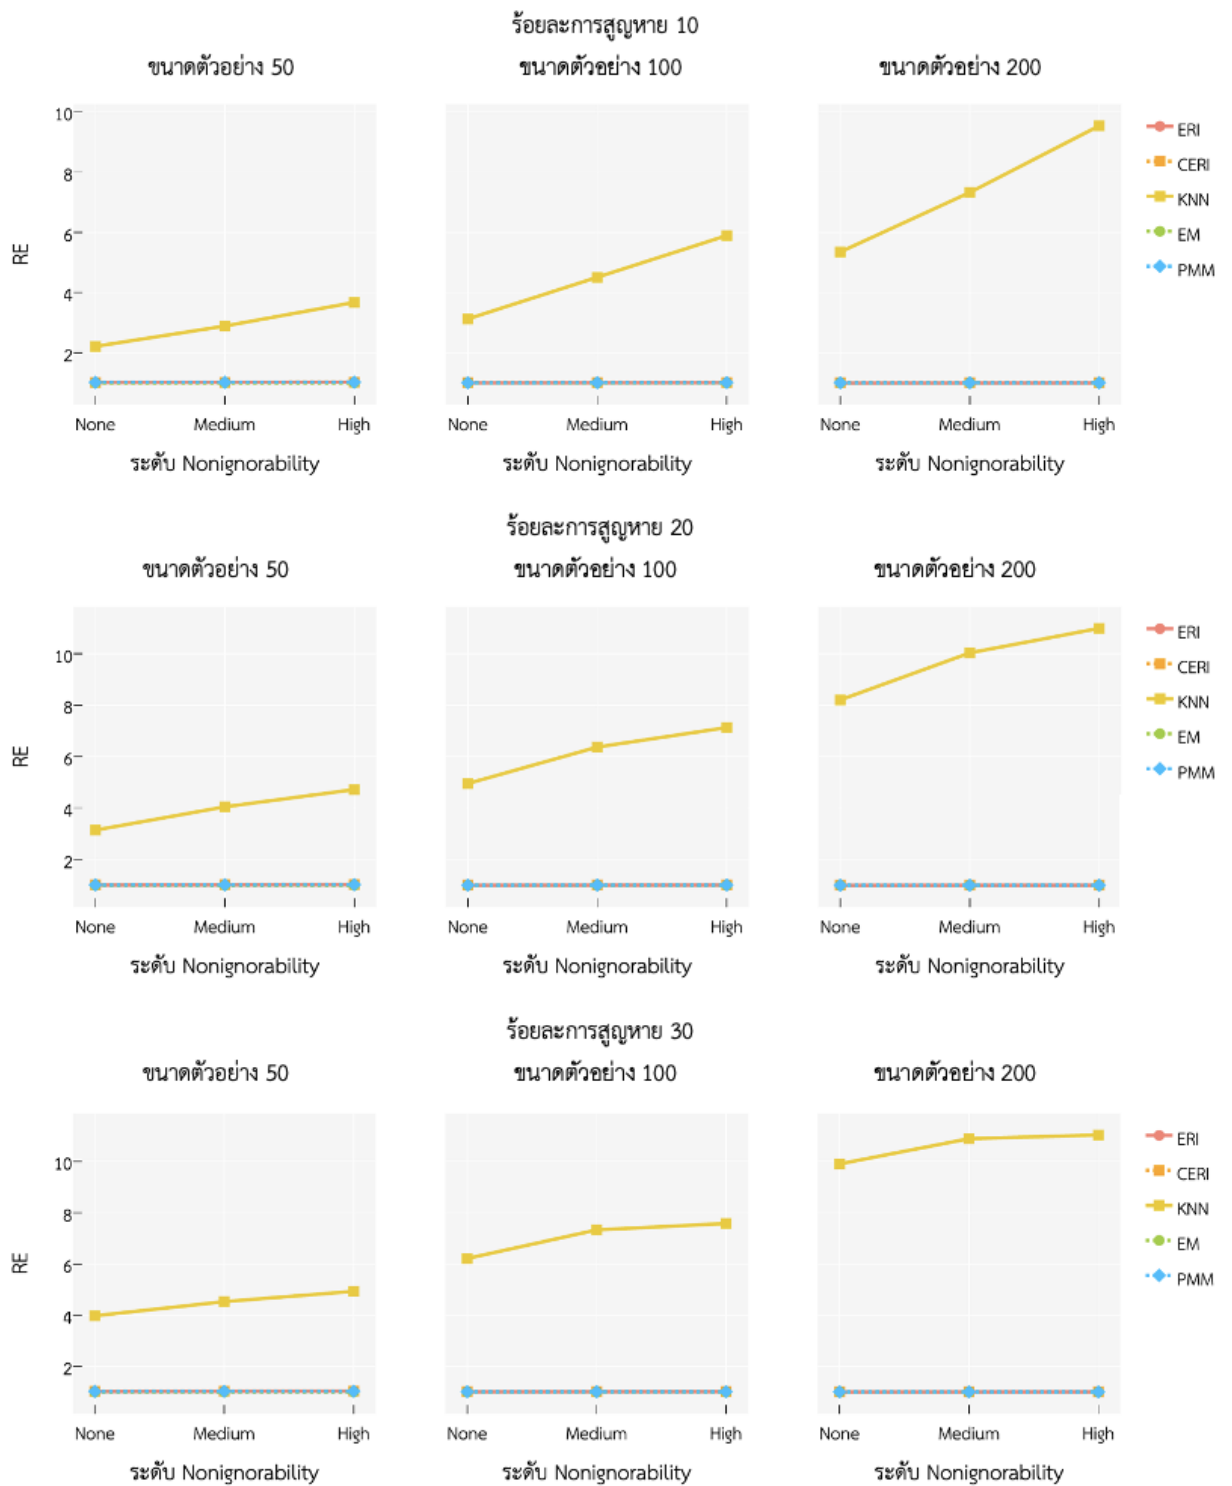 ร้อยละการสูญหาย 10
ขนาดตัวอย่าง 50 ขนาดตัวอย่าง 100 ขนาดตัวอย่าง 200
10
8
6
4
2
RE
ERI
CERI
KNN
EM
PMM
None Medium High None Medium High None Medium High
ระดับ Nonignorability ระดับ Nonignorability ระดับ Nonignorability
ร้อยละการสูญหาย 20
ขนาดตัวอย่าง 50 ขนาดตัวอย่าง 100 ขนาดตัวอย่าง 200
10
8
6
4
2
RE
ERI
CERI
KNN
EM
PMM
None Medium High None Medium High None Medium High
ระดับ Nonignorability ระดับ Nonignorability ระดับ Nonignorability
ร้อยละการสูญหาย 30
ขนาดตัวอย่าง 50 ขนาดตัวอย่าง 100 ขนาดตัวอย่าง 200
10
8
6
4
2
RE
ERI
CERI
KNN
EM
PMM
None Medium High None Medium High None Medium High
ระดับ Nonignorability ระดับ Nonignorability ระดับ Nonignorability